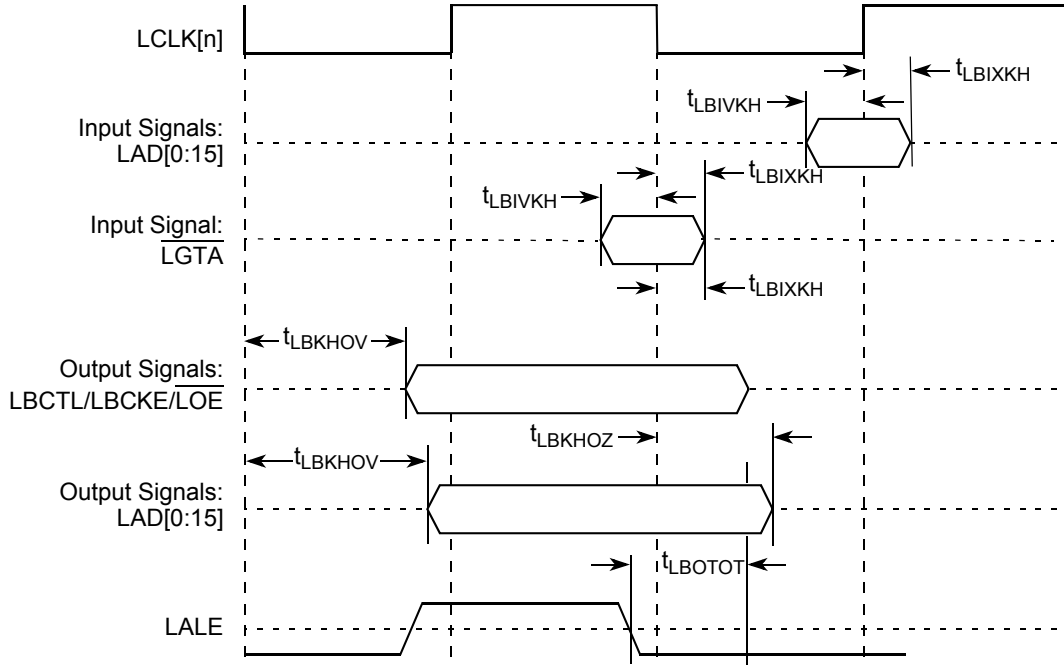 LCLK[n]
tLBIXKH
tLBIVKH
Input Signals:
LAD[0:15]
tLBIXKH
tLBIVKH
Input Signal:
LGTA
tLBIXKH
tLBKHOV
Output Signals:
LBCTL/LBCKE/LOE
tLBKHOZ
tLBKHOV
Output Signals:
LAD[0:15]
tLBOTOT
LALE